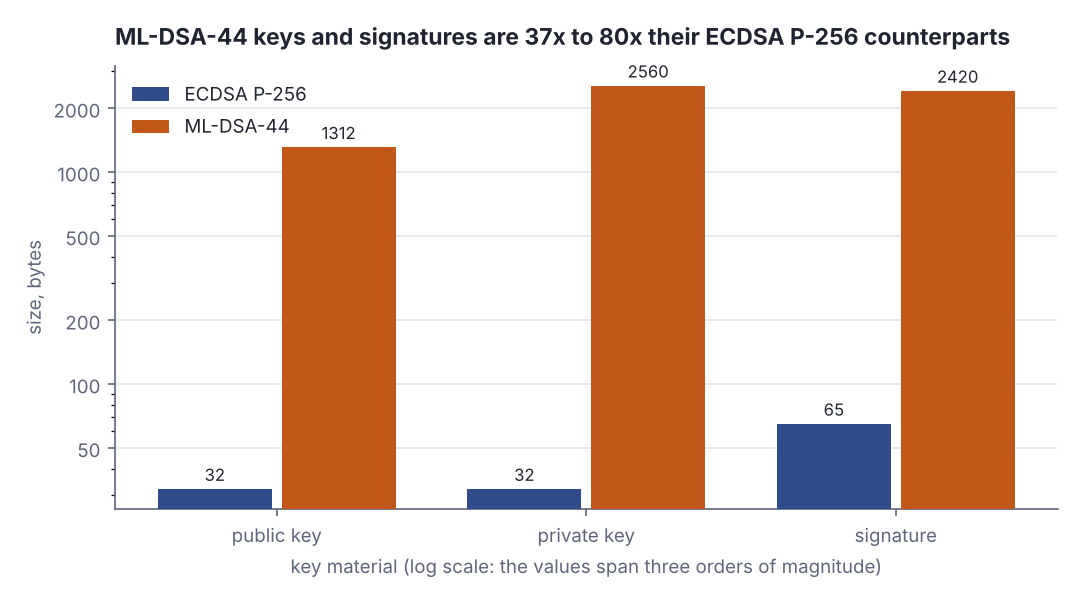 ML-DSA-44 keys and signatures are 37x to 80x their ECDSA P-256 counterparts
ECDSA P-256
ML-DSA-44
2560
2420
1312
65
32
32
2000
1000
500
200
100
50
size, bytes
public key
private key
signature
key material (log scale: the values span three orders of magnitude)